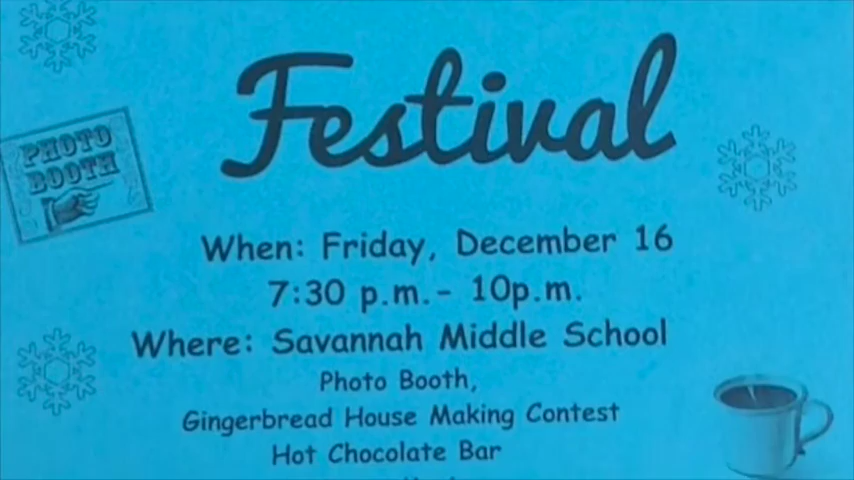 Festival
PHOTO
BOOTH
When: Friday, December 16
7:30 p.m.- 10p.m.
Where: Savannah Middle School
Photo Booth,
Gingerbread House Making Contest
Hot Chocolate Bar